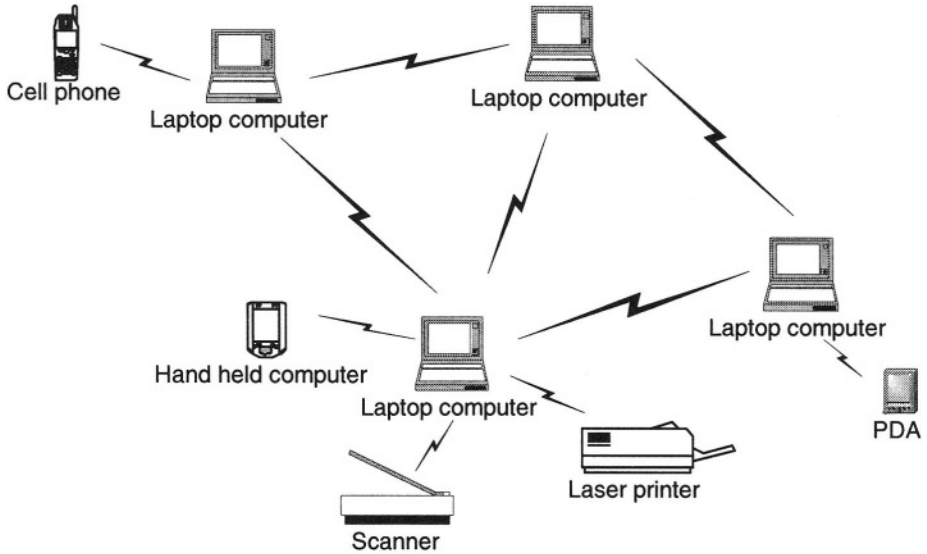 Cell phone
Laptop computer
Laptop computer
Laptop computer
Hand held computer
Laptop computer
PDA
Laser printer
Scanner